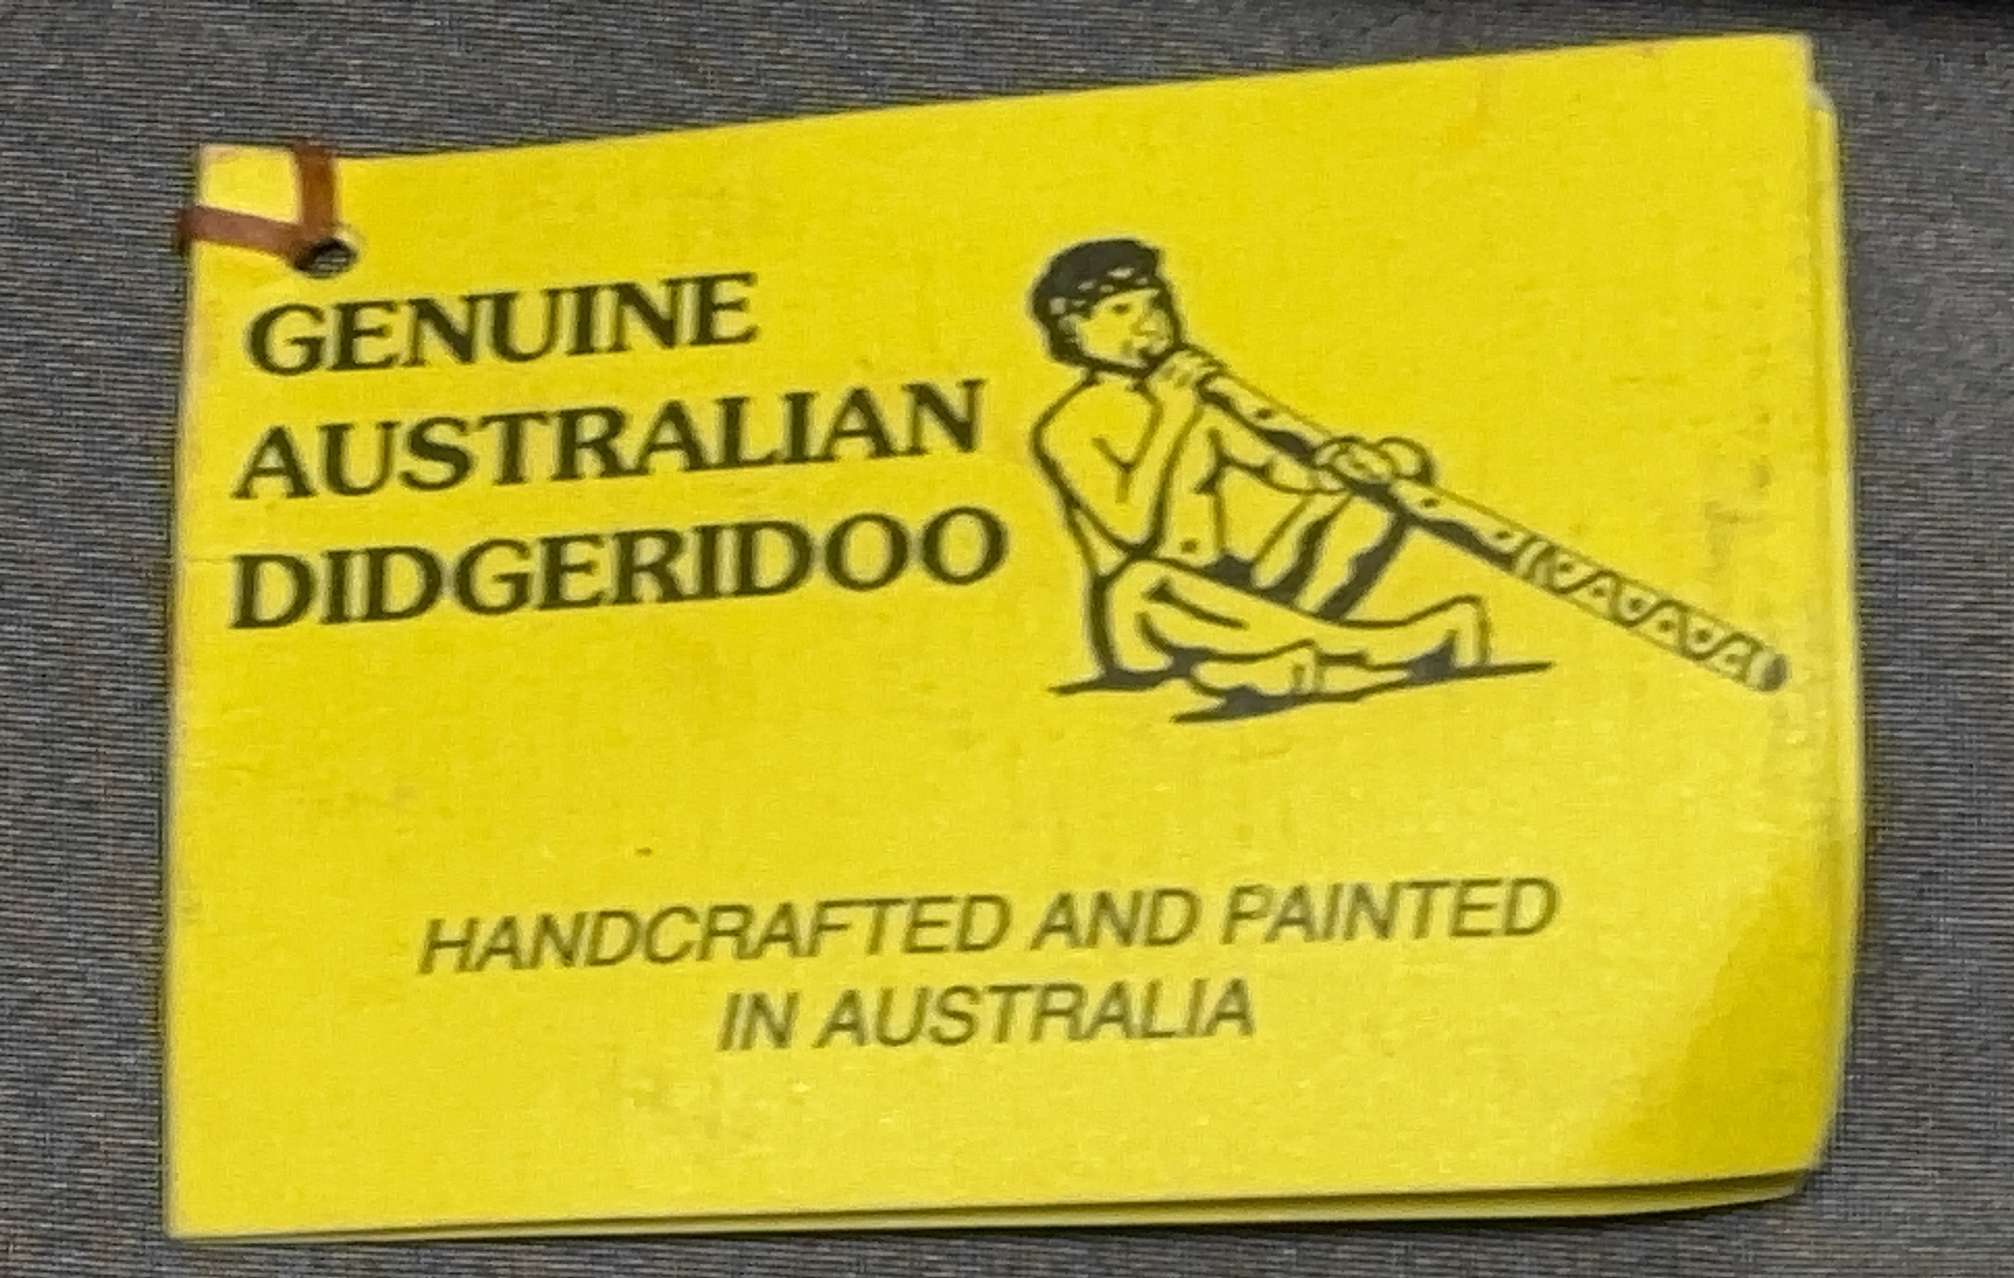 GENUINE
AUSTRALIAN
DIDGERIDOO
HANDCRAFTED AND PAINTED
IN AUSTRALIA